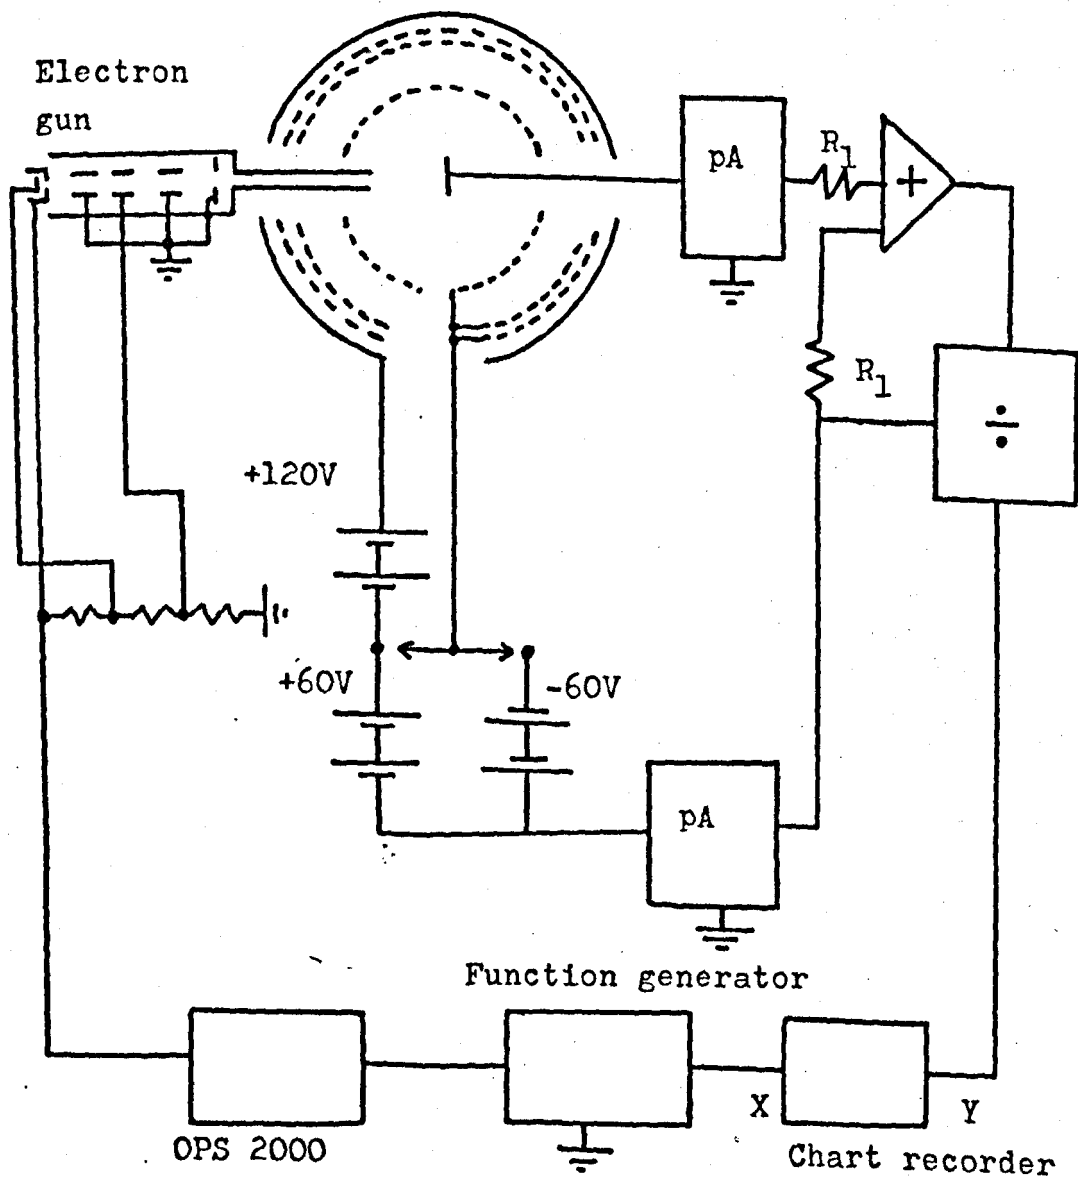 Electron
gun
pA
R1
+
R1
÷
+120V
+60V
-60V
pA
Function generator
X
Y
OPS 2000
Chart recorder